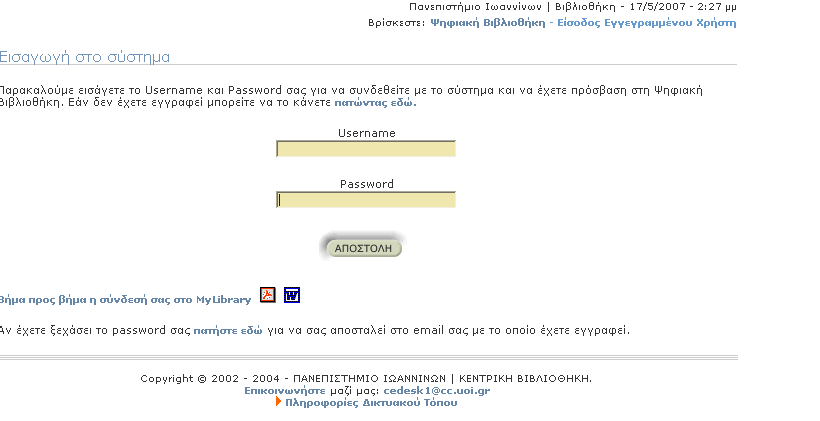 Πανεπιστήμιο Ιωαννίνων | Βιβλιοθήκη - 17/5/2007 - 2:27 μμ
Βρίσκεστε: Ψηφιακή Βιβλιοθήκη - Είσοδος Εγγεγραμμένου Χρήστη
Εισαγωγή στο σύστημα
Παρακαλούμε εισάγετε το Username και Password σας για να συνδεθείτε με το σύστημα και να έχετε πρόσβαση στη Ψηφιακή
Βιβλιοθήκη. Εάν δεν έχετε εγγραφεί μπορείτε να το κάνετε πατώντας εδώ.
Username
Password
ΑΠΟΣΤΟΛΗ
Βήμα προς βήμα η σύνδεσή σας στο MyLibrary
Αν έχετε ξεχάσει το password σας πατήστε εδώ για να σας αποσταλεί στο email σας με το οποίο έχετε εγγραφεί.
Copyright © 2002 - 2004 - ΠΑΝΕΠΙΣΤΗΜΙΟ ΙΩΑΝΝΙΝΩΝ | ΚΕΝΤΡΙΚΗ ΒΙΒΛΙΟΘΗΚΗ.
Επικοινωνήστε μαζί μας: cedesk1@cc.uoi.gr
Πληροφορίες Δικτυακού Τόπου